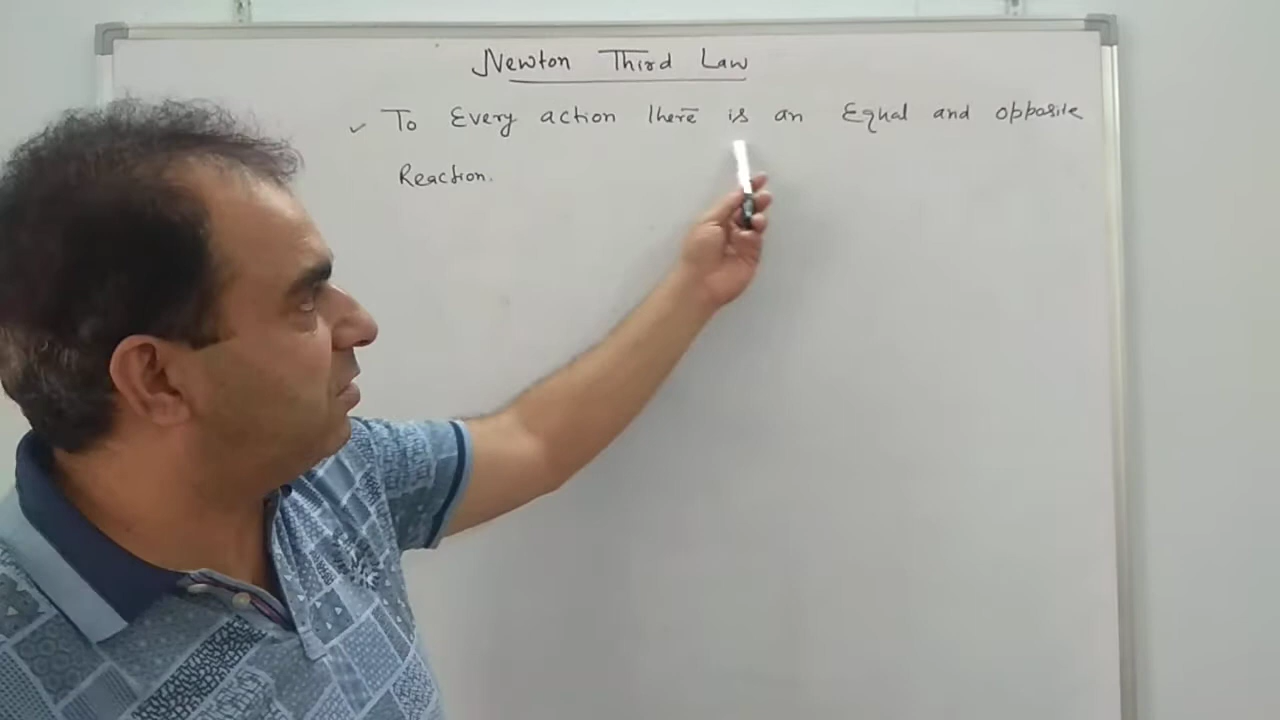 Newton Third Law
✓ To Every action there is an Equal and opposite
Reaction.